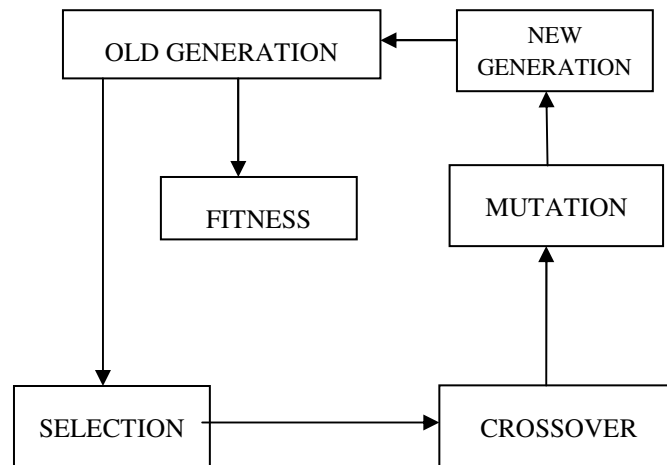 OLD GENERATION
NEW
GENERATION
FITNESS
MUTATION
SELECTION
CROSSOVER